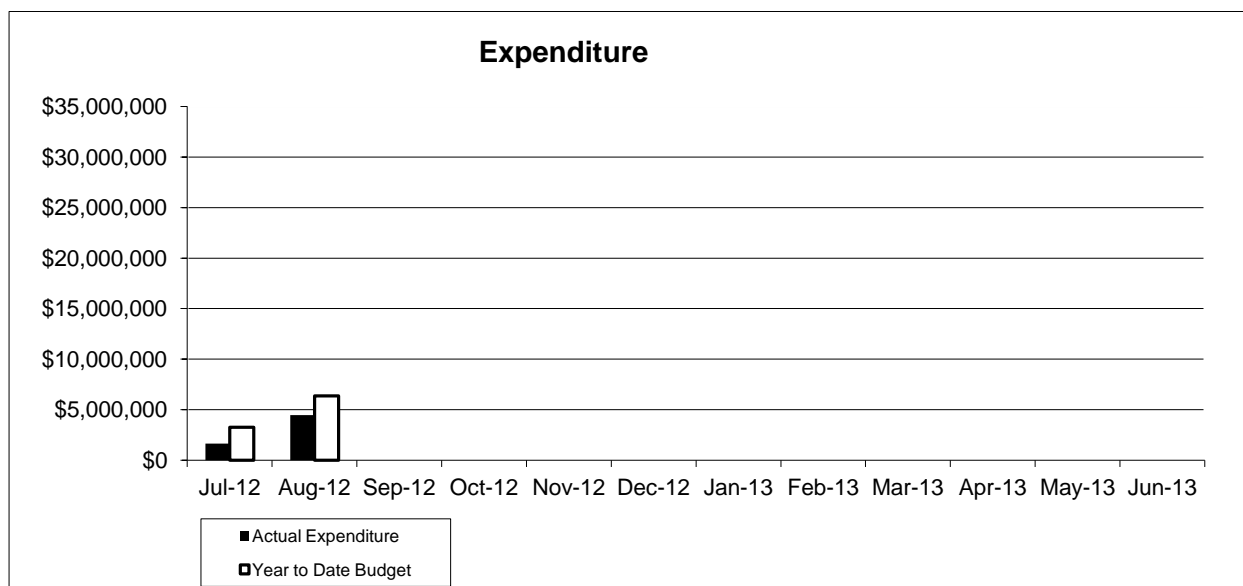 Expenditure
$35,000,000
$30,000,000
$25,000,000
$20,000,000
$15,000,000
$10,000,000
$5,000,000
$0
Jul-12 Aug-12 Sep-12 Oct-12 Nov-12 Dec-12 Jan-13 Feb-13 Mar-13 Apr-13 May-13 Jun-13
Actual Expenditure
Year to Date Budget